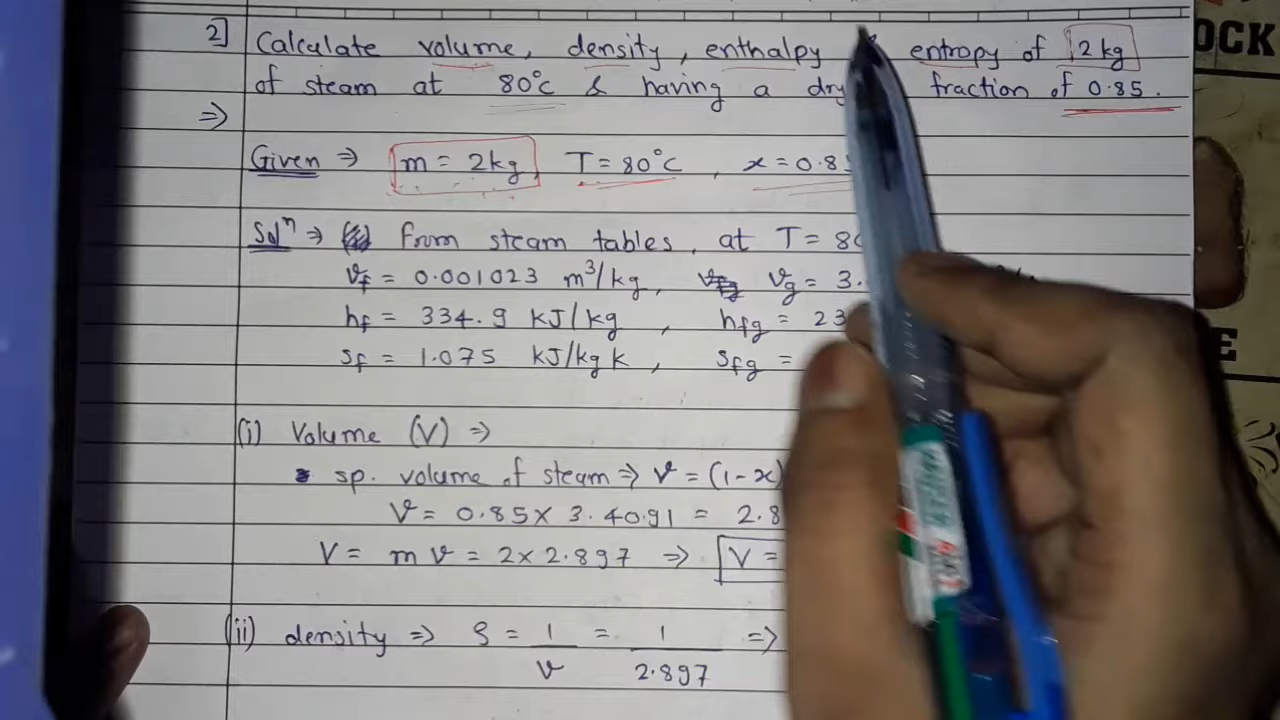 2] Calculate volume, density, enthalpy entropy of 2 kg
of steam at 80°c & having a dry fraction of 0.85.
⇒
Given ⇒ m = 2kg, T = 80°C, x = 0.8
Solⁿ ⇒ from steam tables, at T = 80
vf = 0.001023 m³/kg, vg = 3.
hf = 334.9 KJ/kg, hfg = 23
sf = 1.075 KJ/kg K, sfg =
(i) Volume (V) ⇒
sp. volume of steam ⇒ v = (1-x)
v = 0.85 × 3.4091 = 2.8
V = m v = 2 × 2.897 ⇒ V =
(ii) density ⇒ ρ = 1/v = 1/2.897 ⇒
OCK
E